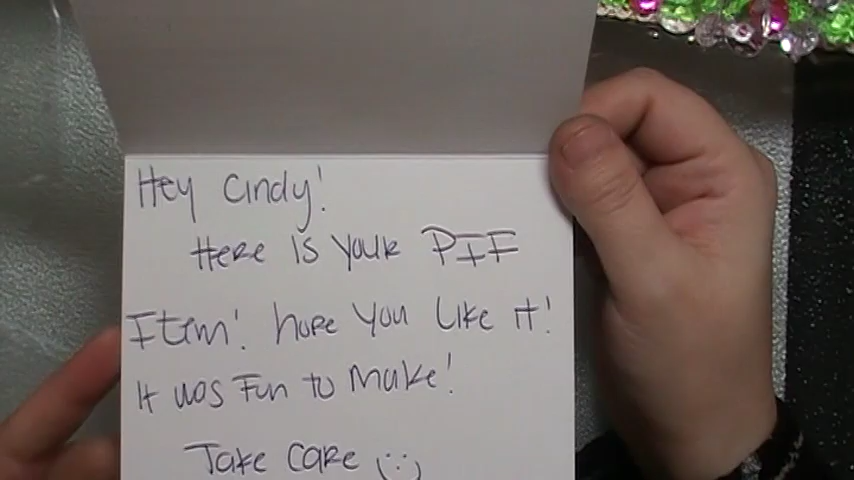 Hey Cindy!
Here is your PIF
Item! hope you like it!
It was Fun to make!
Take care :)